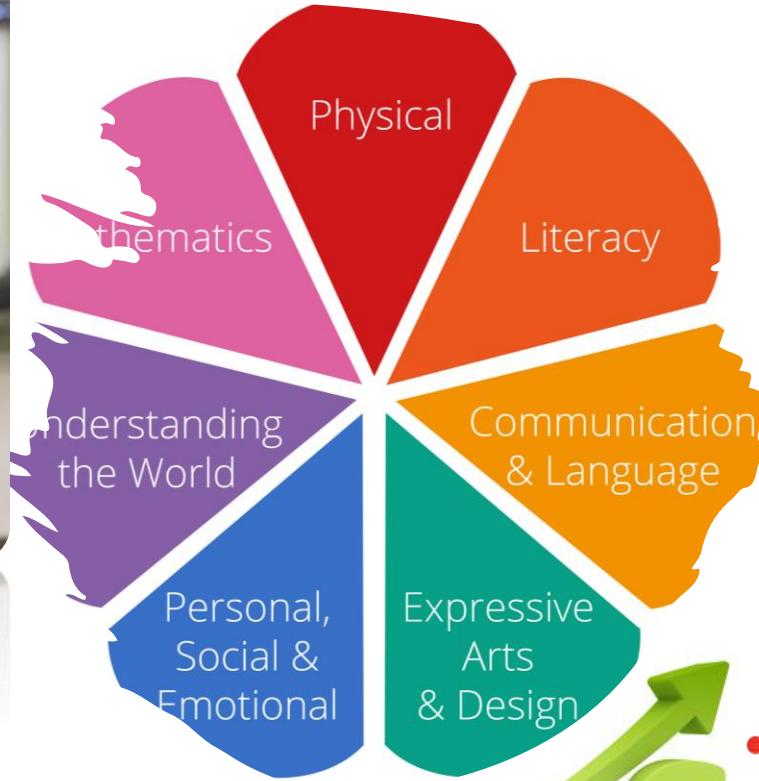 Physical
thematics
Literacy
nderstanding
the World
Communication
& Language
Personal,
Social &
Emotional
Expressive
Arts
& Design